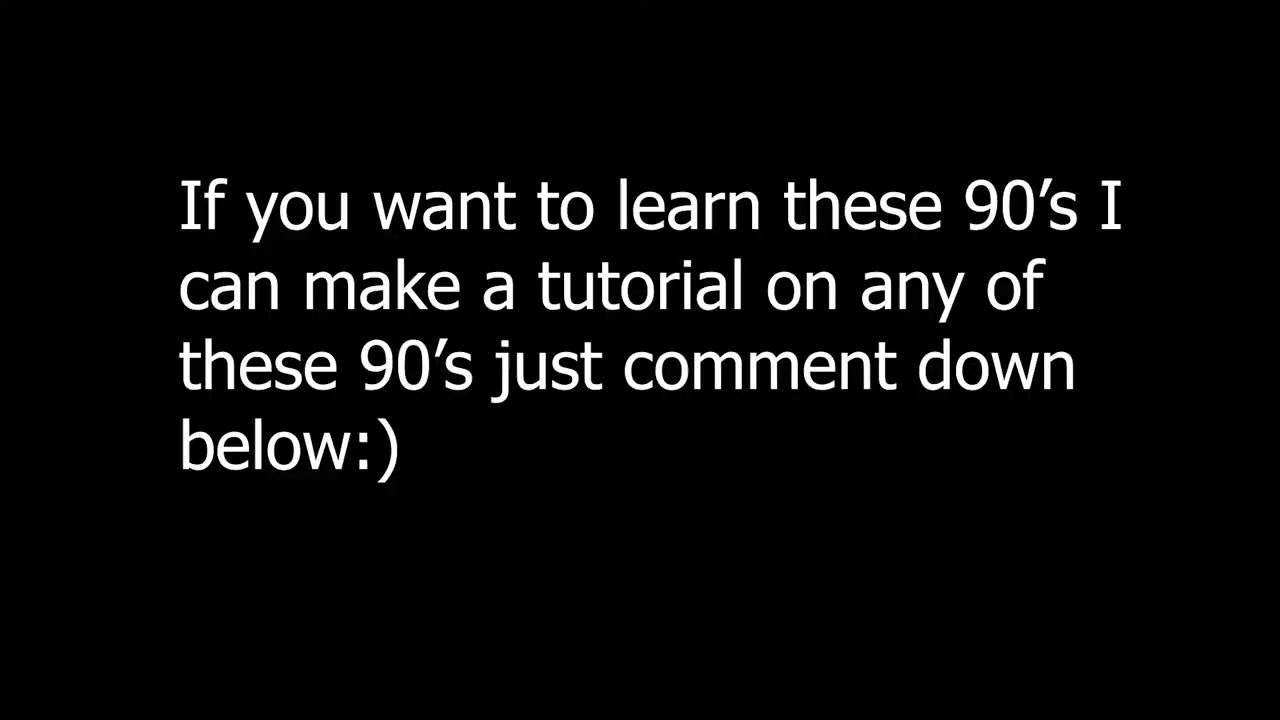 If you want to learn these 90’s I
can make a tutorial on any of
these 90’s just comment down
below:)